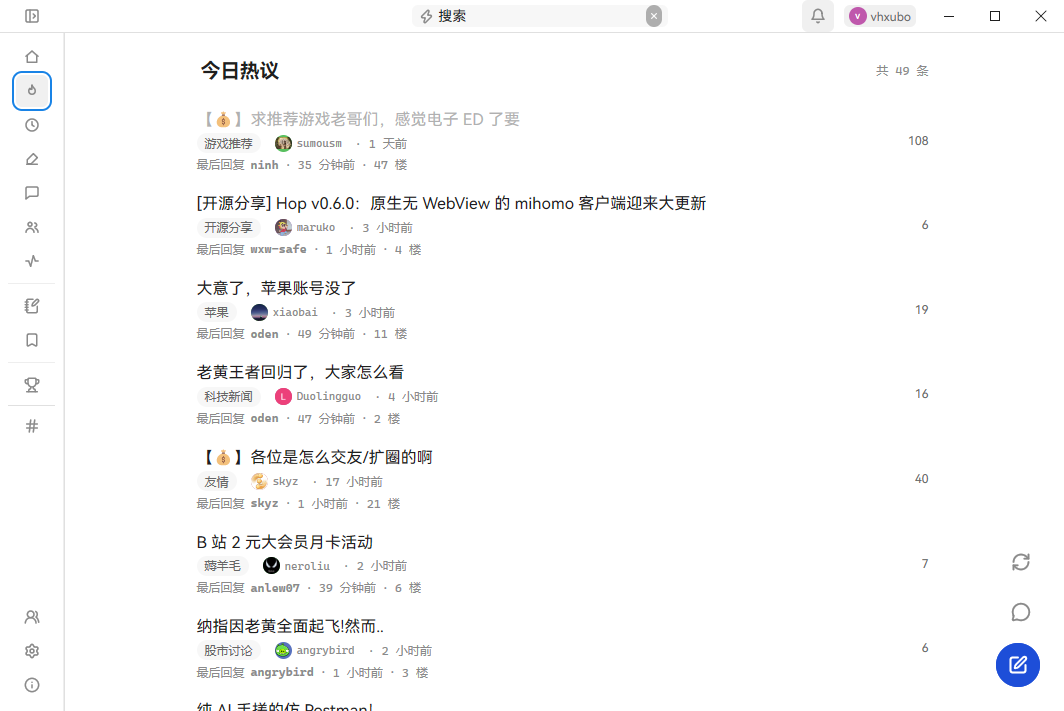 搜索
v vhxubo
今日热议
共 49 条
【💰】求推荐游戏老哥们，感觉电子 ED 了要
游戏推荐 sumousm · 1 天前
108
最后回复 ninh · 35 分钟前 · 47 楼
[开源分享] Hop v0.6.0：原生无 WebView 的 mihomo 客户端迎来大更新
开源分享 maruko · 3 小时前
6
最后回复 wxw-safe · 1 小时前 · 4 楼
大意了，苹果账号没了
苹果 xiaobai · 3 小时前
19
最后回复 oden · 49 分钟前 · 11 楼
老黄王者回归了，大家怎么看
科技新闻 L Duolingguo · 4 小时前
16
最后回复 oden · 47 分钟前 · 2 楼
【💰】各位是怎么交友/扩圈的啊
友情 skyz · 17 小时前
40
最后回复 skyz · 1 小时前 · 21 楼
B 站 2 元大会员月卡活动
薅羊毛 neroliu · 2 小时前
7
最后回复 anlew07 · 39 分钟前 · 6 楼
纳指因老黄全面起飞!然而..
股市讨论 angrybird · 2 小时前
6
最后回复 angrybird · 1 小时前 · 3 楼
纯 AI 手搓的仿 Postman!